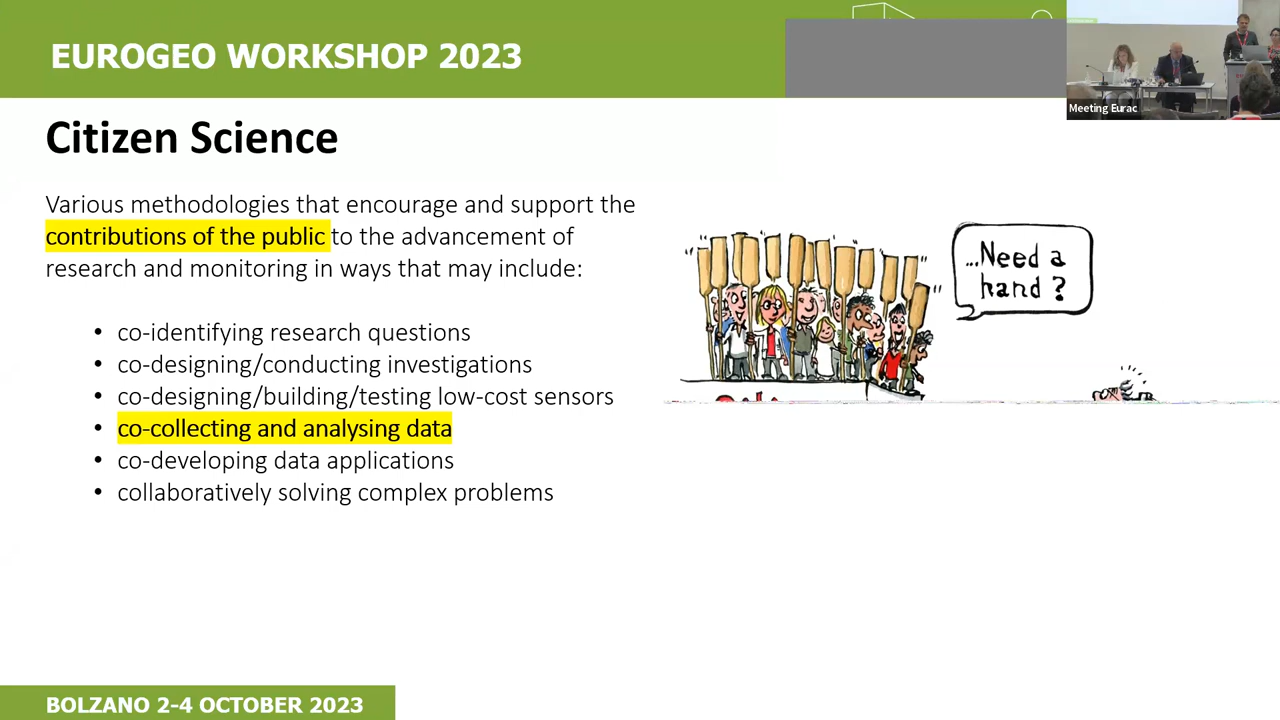 EUROGEO WORKSHOP 2023
Meeting Eurac
Citizen Science
Various methodologies that encourage and support the
contributions of the public to the advancement of
research and monitoring in ways that may include:
• co-identifying research questions
• co-designing/conducting investigations
• co-designing/building/testing low-cost sensors
• co-collecting and analysing data
• co-developing data applications
• collaboratively solving complex problems
...Need a
hand?
BOLZANO 2-4 OCTOBER 2023